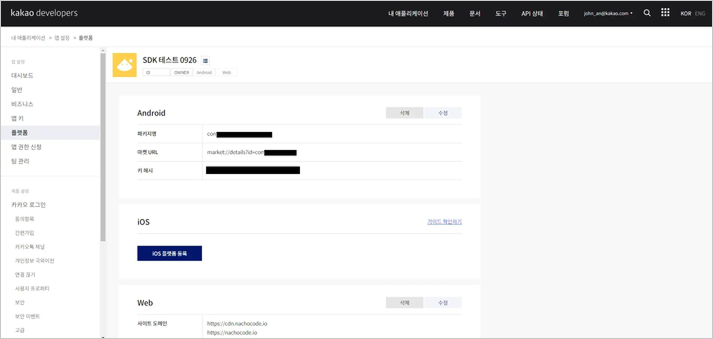 kakao developers
내 애플리케이션 제품 문서 도구 API 상태 포럼 john_an@kakao.com KOR ENG
내 애플리케이션 > 앱 설정 > 플랫폼
앱 설정
대시보드
일반
비즈니스
앱 키
플랫폼
앱 권한 신청
팀 관리
제품 설정
카카오 로그인
동의항목
간편가입
카카오톡 채널
개인정보 국외이전
연결 끊기
사용자 프로퍼티
보안
보안 이벤트
고급
SDK 테스트 0926
ID OWNER Android Web
Android 삭제 수정
패키지명 com
마켓 URL market://details?id=com
키 해시
iOS 가이드 확인하기
iOS 플랫폼 등록
Web 삭제 수정
사이트 도메인 https://cdn.nachocode.io
https://nachocode.io